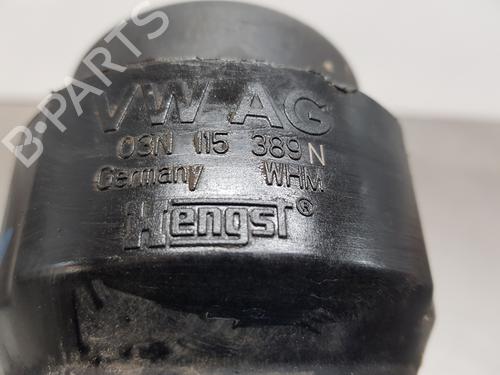 B-PARTS
VW AG
03N 115 389 N
Germany WHM
Hengst®